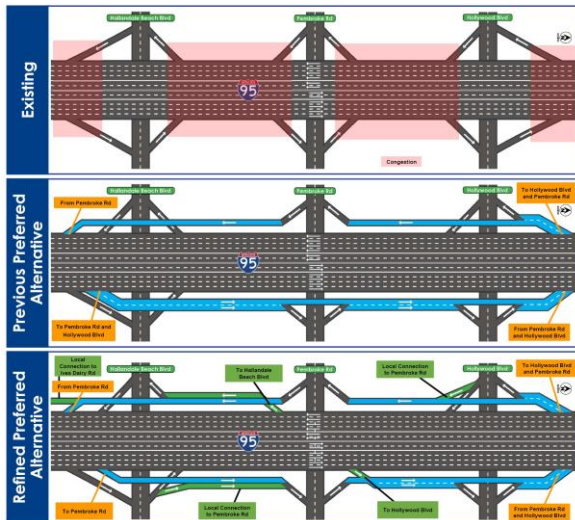 Existing
Hallandale Beach Blvd
Pembroke Rd
Hollywood Blvd
95
Congestion
Previous Preferred
Alternative
Hallandale Beach Blvd
Pembroke Rd
Hollywood Blvd
From Pembroke Rd
To Hollywood Blvd
and Pembroke Rd
95
To Pembroke Rd and
Hollywood Blvd
From Pembroke Rd
and Hollywood Blvd
Refined Preferred
Alternative
Local
Connection to
Ives Dairy Rd
Hallandale Beach Blvd
Pembroke Rd
Hollywood Blvd
From Pembroke Rd
To Hallandale
Beach Blvd
Local Connection
to Pembroke Rd
To Hollywood Blvd
and Pembroke Rd
95
To Pembroke Rd
Local Connection
to Pembroke Rd
To Hollywood Blvd
From Pembroke Rd
and Hollywood Blvd